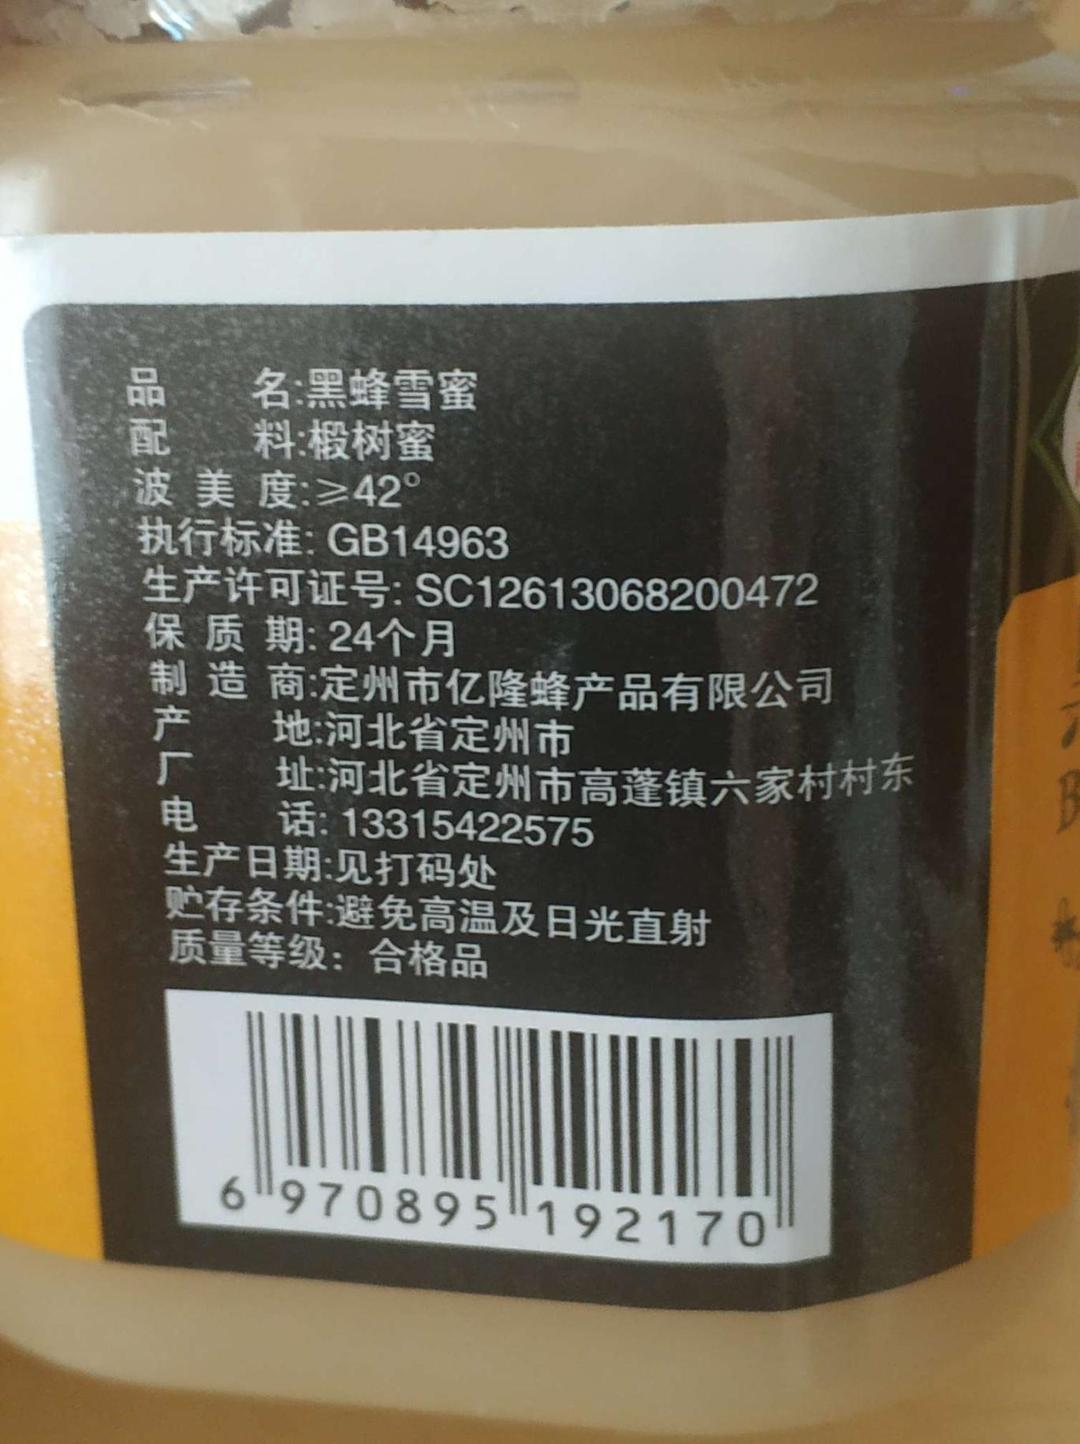 品 名:黑蜂雪蜜
配 料:椴树蜜
波 美 度:≥42°
执行标准: GB14963
生产许可证号: SC12613068200472
保 质 期: 24个月
制 造 商:定州市亿隆蜂产品有限公司
产 地:河北省定州市
厂 址:河北省定州市高蓬镇六家村村东
电 话: 13315422575
生产日期:见打码处
贮存条件:避免高温及日光直射
质量等级: 合格品
6 970895 192170